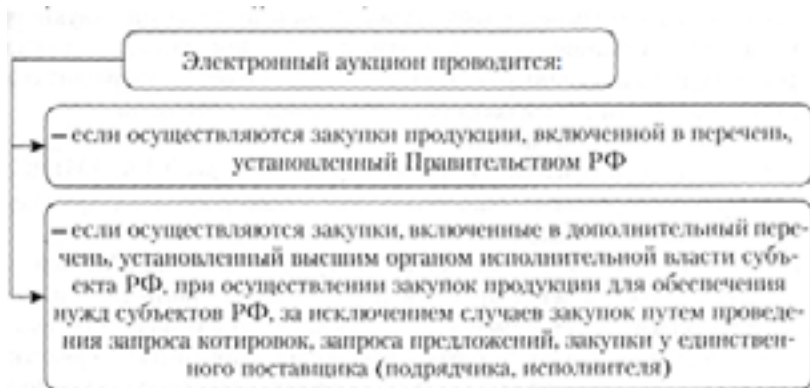 Электронный аукцион проводится:
– если осуществляются закупки продукции, включенной в перечень,
установленный Правительством РФ
– если осуществляются закупки, включенные в дополнительный пере-
чень, установленный высшим органом исполнительной власти субъ-
екта РФ, при осуществлении закупок продукции для обеспечения
нужд субъектов РФ, за исключением случаев закупок путем проведе-
ния запроса котировок, запроса предложений, закупки у единствен-
ного поставщика (подрядчика, исполнителя)